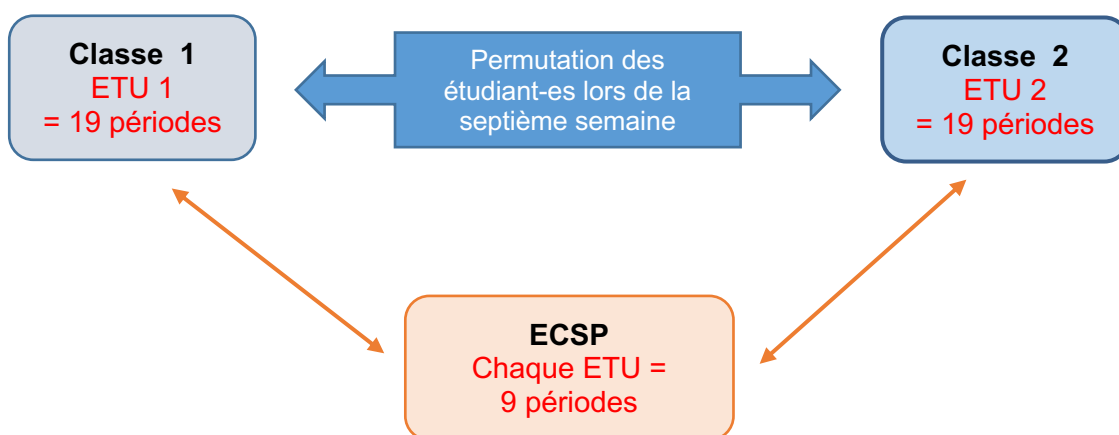 Classe 1
ETU 1
= 19 périodes
Permutation des
étudiant-es lors de la
septième semaine
Classe 2
ETU 2
= 19 périodes
ECSP
Chaque ETU =
9 périodes